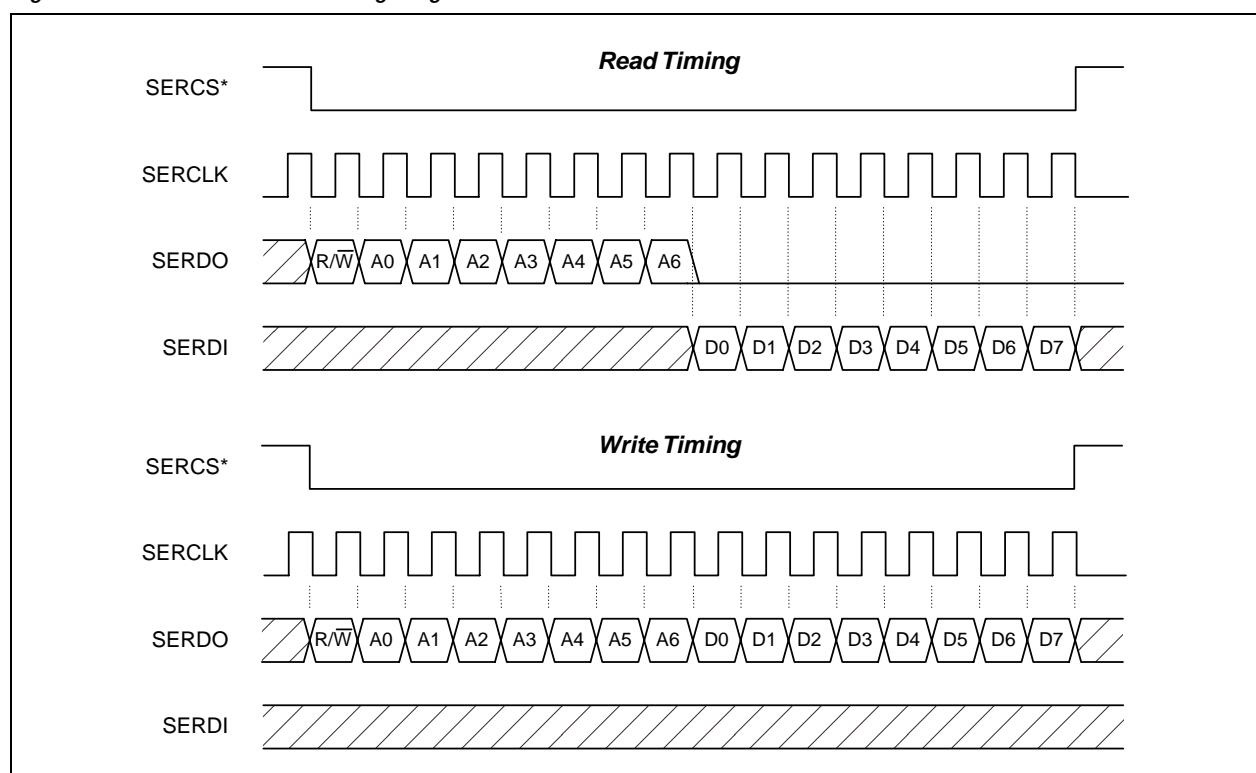 Read Timing
SERCS*
SERCLK
SERDO R/W̅ A0 A1 A2 A3 A4 A5 A6
SERDI D0 D1 D2 D3 D4 D5 D6 D7
Write Timing
SERCS*
SERCLK
SERDO R/W̅ A0 A1 A2 A3 A4 A5 A6 D0 D1 D2 D3 D4 D5 D6 D7
SERDI